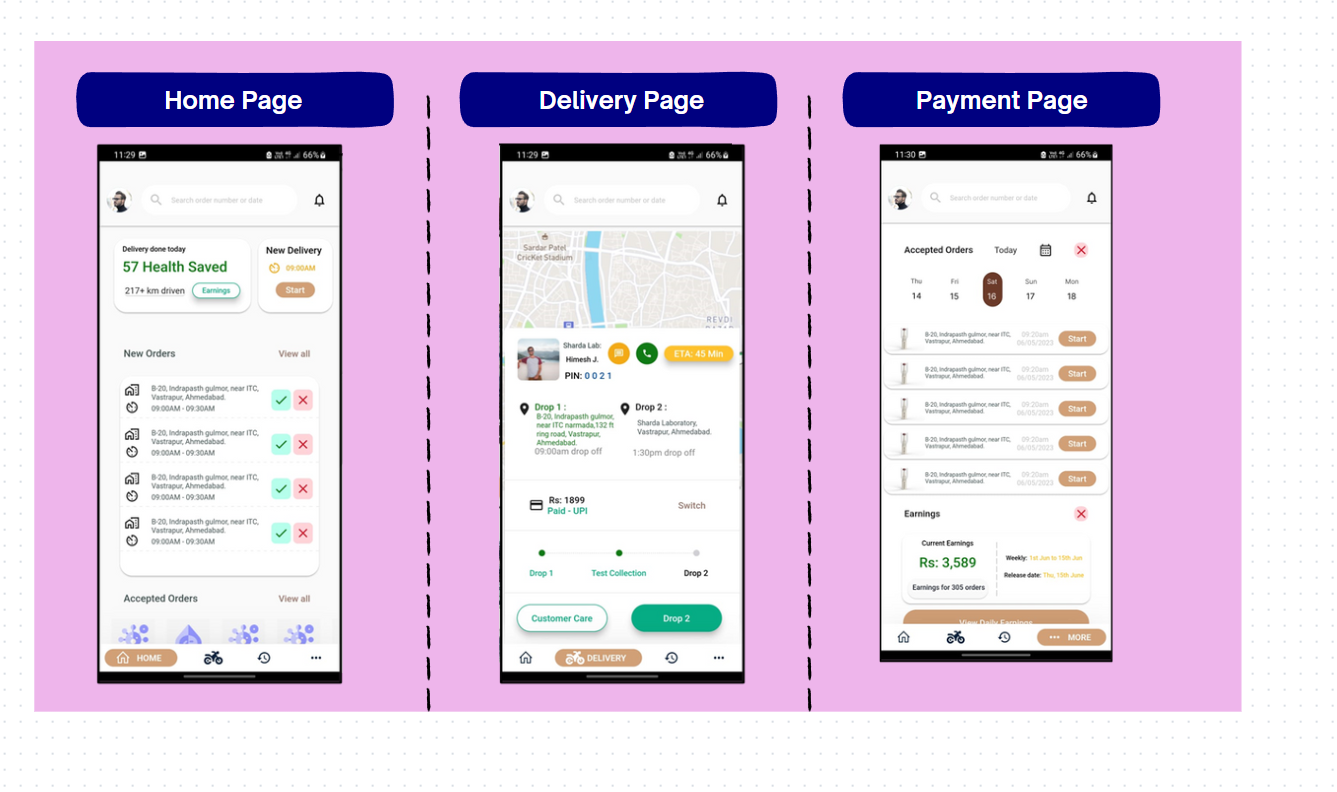 Home Page
11:29
66%
Search order number or date
Delivery done today
57 Health Saved
217+ km driven
Earnings
New Delivery
09:00AM
Start
New Orders
View all
B-20, Indrapasth gulmor, near ITC,
Vastrapur, Ahmedabad.
09:00AM - 09:30AM
B-20, Indrapasth gulmor, near ITC,
Vastrapur, Ahmedabad.
09:00AM - 09:30AM
B-20, Indrapasth gulmor, near ITC,
Vastrapur, Ahmedabad.
09:00AM - 09:30AM
B-20, Indrapasth gulmor, near ITC,
Vastrapur, Ahmedabad.
09:00AM - 09:30AM
Accepted Orders
View all
HOME
Delivery Page
11:29
66%
Search order number or date
Sardar Patel
Cricket Stadium
REVDI
Sharda Lab:
Himesh J.
PIN: 0 0 2 1
ETA: 45 Min
Drop 1 :
B-20, Indrapasth gulmor,
near ITC narmada,132 ft
ring road, Vastrapur,
Ahmedabad.
09:00am drop off
Drop 2 :
Sharda Laboratory,
Vastrapur, Ahmedabad.
1:30pm drop off
Rs: 1899
Paid - UPI
Switch
Drop 1
Test Collection
Drop 2
Customer Care
Drop 2
DELIVERY
Payment Page
11:30
66%
Search order number or date
Accepted Orders
Today
Thu Fri Sat Sun Mon
14 15 16 17 18
B-20, Indrapasth gulmor, near ITC,
Vastrapur, Ahmedabad.
09:20am
06/05/2023
Start
B-20, Indrapasth gulmor, near ITC,
Vastrapur, Ahmedabad.
09:20am
06/05/2023
Start
B-20, Indrapasth gulmor, near ITC,
Vastrapur, Ahmedabad.
09:20am
06/05/2023
Start
B-20, Indrapasth gulmor, near ITC,
Vastrapur, Ahmedabad.
09:20am
06/05/2023
Start
B-20, Indrapasth gulmor, near ITC,
Vastrapur, Ahmedabad.
09:20am
06/05/2023
Start
Earnings
Current Earnings
Rs: 3,589
Earnings for 305 orders
Weekly: 1st Jun to 15th Jun
Release date: Thu, 15th June
View Daily Earnings
MORE